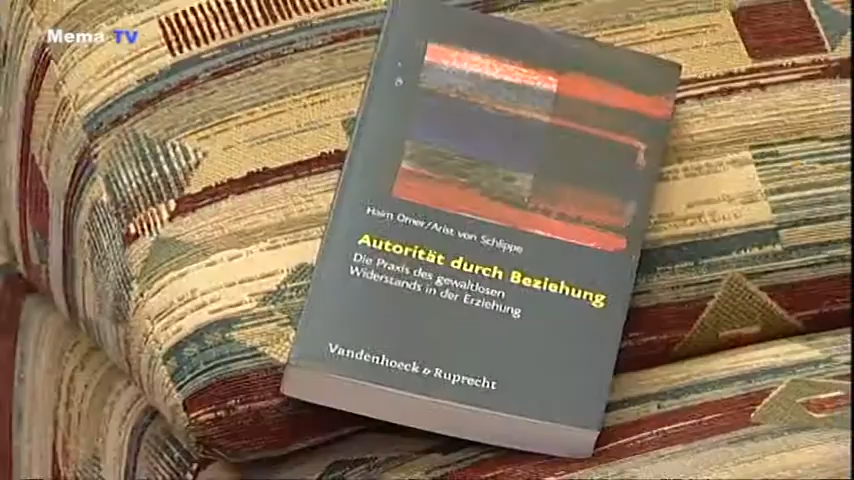 Mema TV
Haim Omer/Arist von Schlippe
Autorität durch Beziehung
Die Praxis des gewaltlosen
Widerstands in der Erziehung
Vandenhoeck & Ruprecht